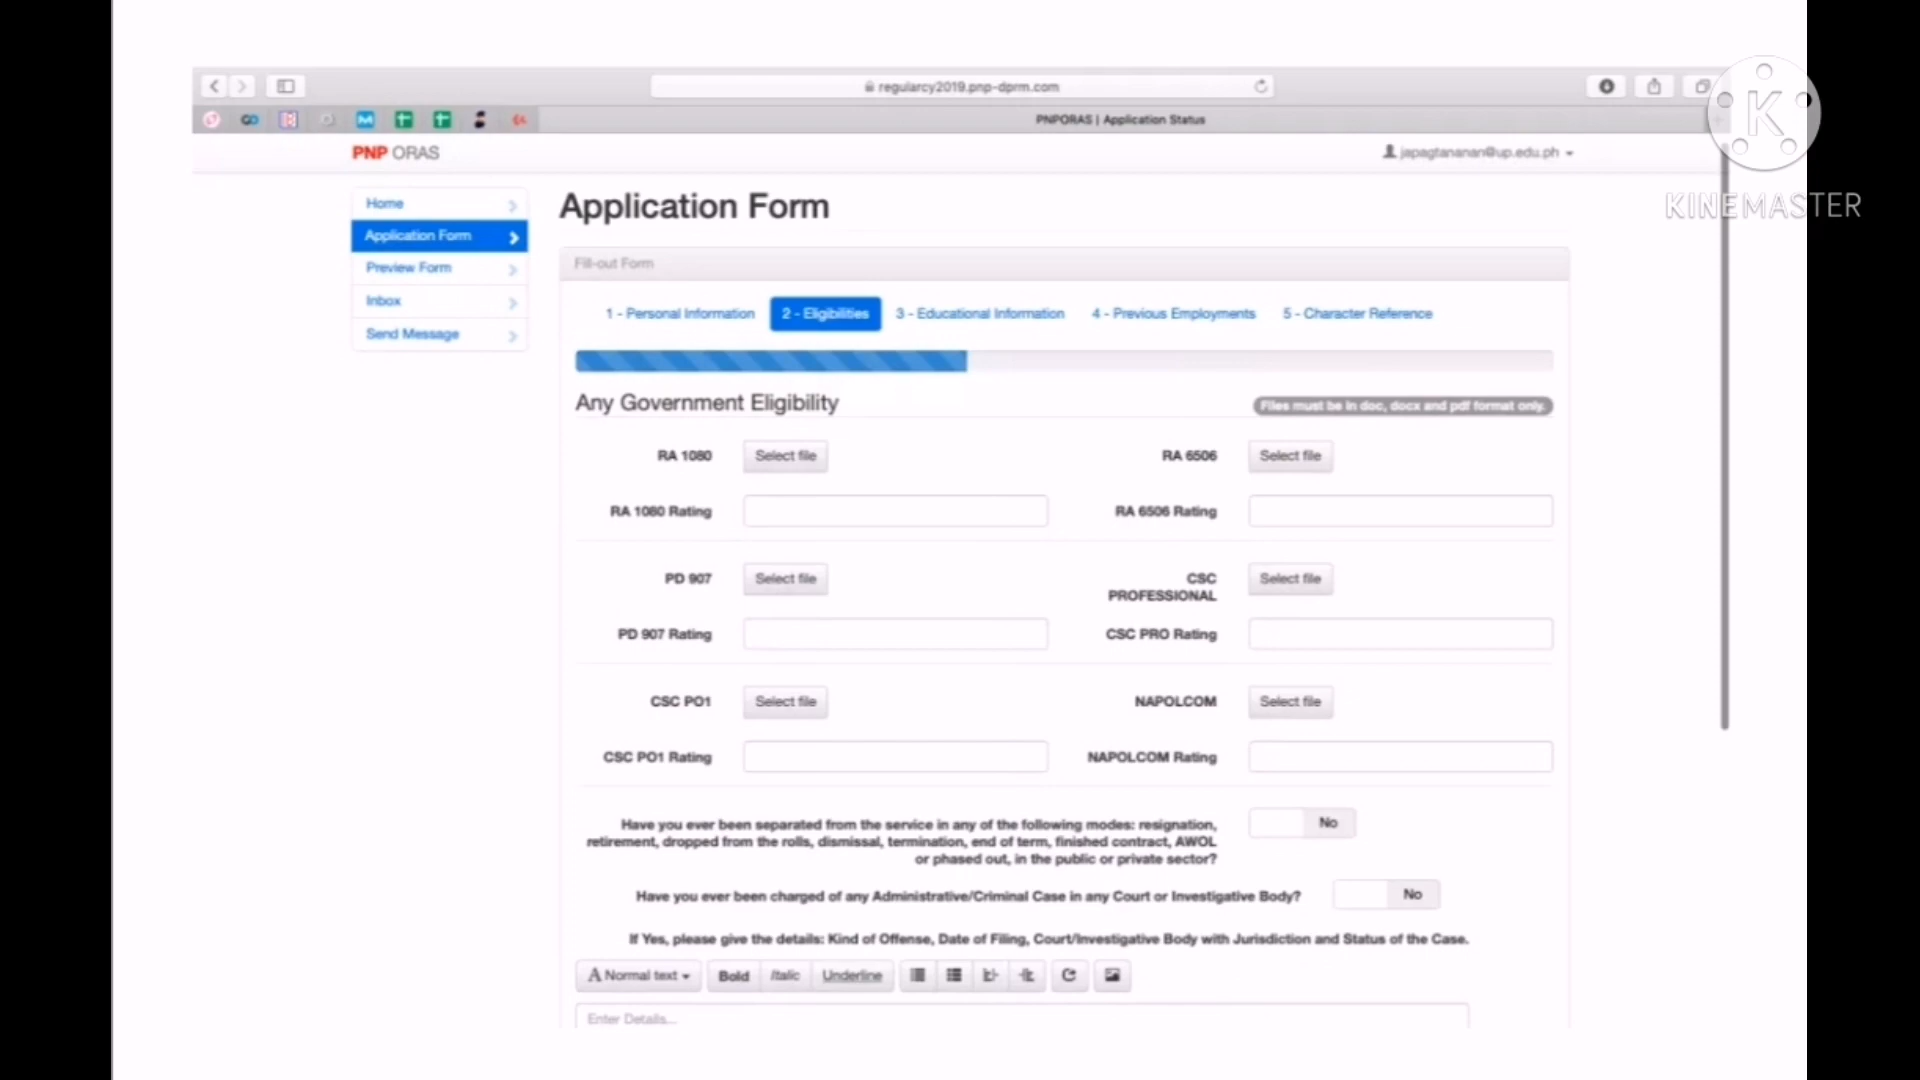 regularcy2019.pnp-dprm.com
PNPORAS | Application Status
PNP ORAS
japagtananan@up.edu.ph
KINEMASTER
Home
Application Form
Preview Form
Inbox
Send Message
Application Form
Fill-out Form
1 - Personal Information
2 - Eligibilities
3 - Educational Information
4 - Previous Employments
5 - Character Reference
Any Government Eligibility
Files must be in doc, docx and pdf format only.
RA 1080
Select file
RA 6506
Select file
RA 1080 Rating
RA 6506 Rating
PD 907
Select file
CSC
PROFESSIONAL
Select file
PD 907 Rating
CSC PRO Rating
CSC PO1
Select file
NAPOLCOM
Select file
CSC PO1 Rating
NAPOLCOM Rating
Have you ever been separated from the service in any of the following modes: resignation,
retirement, dropped from the rolls, dismissal, termination, end of term, finished contract, AWOL
or phased out, in the public or private sector?
No
Have you ever been charged of any Administrative/Criminal Case in any Court or Investigative Body?
No
If Yes, please give the details: Kind of Offense, Date of Filing, Court/Investigative Body with Jurisdiction and Status of the Case.
A Normal text
Bold
Italic
Underline
Enter Details...